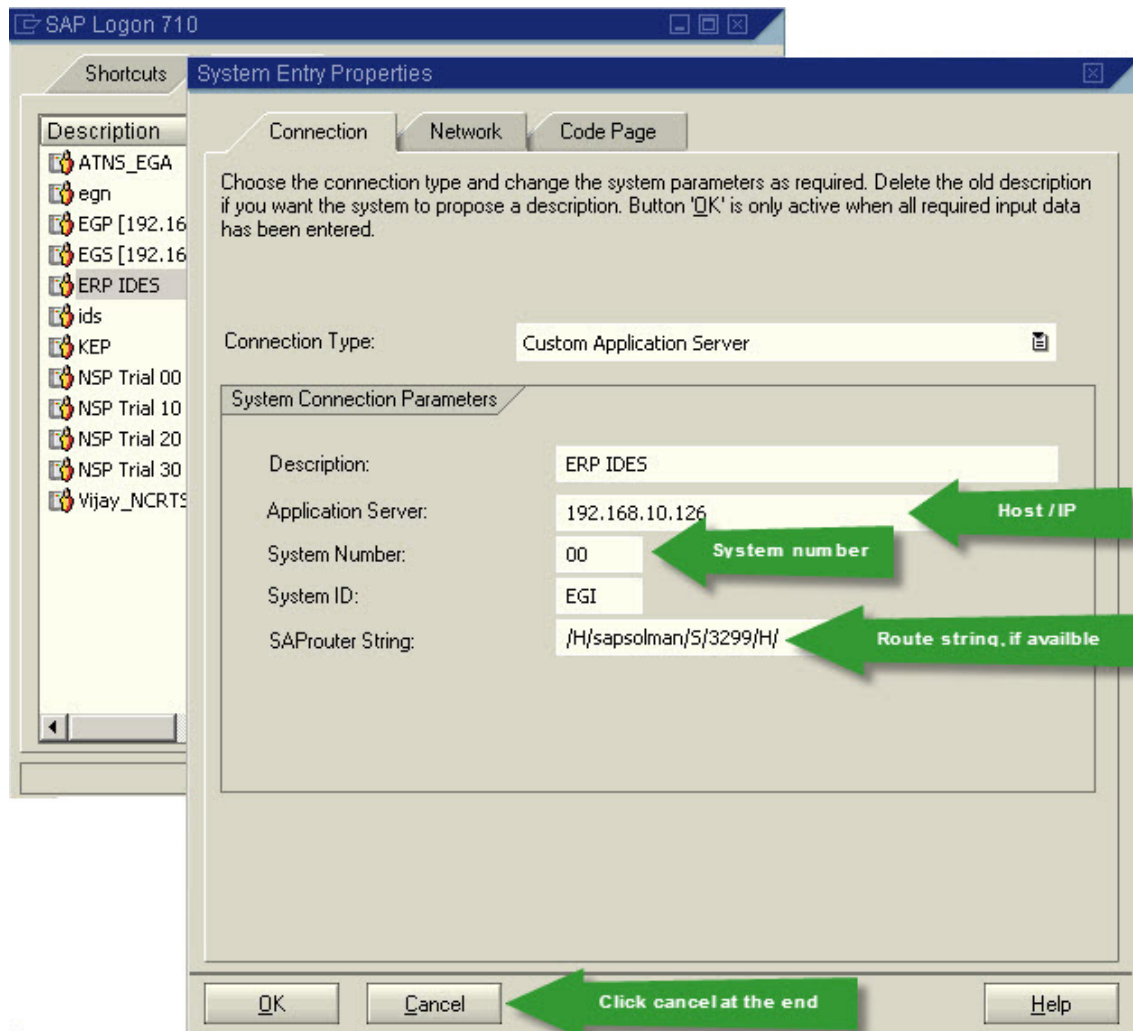 SAP Logon 710
Shortcuts
System Entry Properties
Connection
Network
Code Page
Description
ATNS_EGA
egn
EGP [192.16
EGS [192.16
ERP IDES
ids
KEP
NSP Trial 00
NSP Trial 10
NSP Trial 20
NSP Trial 30
Vijay_NCRTS
Choose the connection type and change the system parameters as required. Delete the old description
if you want the system to propose a description. Button 'OK' is only active when all required input data
has been entered.
Connection Type: Custom Application Server
System Connection Parameters
Description: ERP IDES
Application Server: 192.168.10.126 Host / IP
System Number: 00 System number
System ID: EGI
SAProuter String: /H/sapsolman/S/3299/H/ Route string, if availble
OK Cancel Click cancel at the end Help